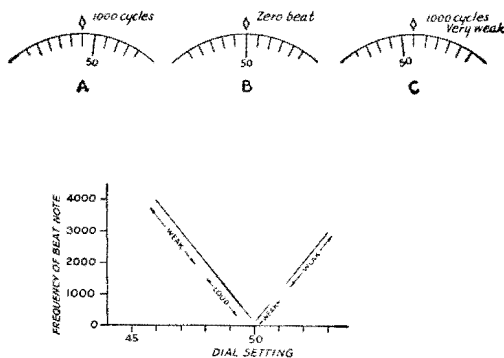 1000 cycles
50
A
Zero beat
50
B
1000 cycles
Very weak
50
C
FREQUENCY OF BEAT NOTE
4000
3000
2000
1000
0
WEAK
LOUD
WEAK
WEAK
45
50
DIAL SETTING